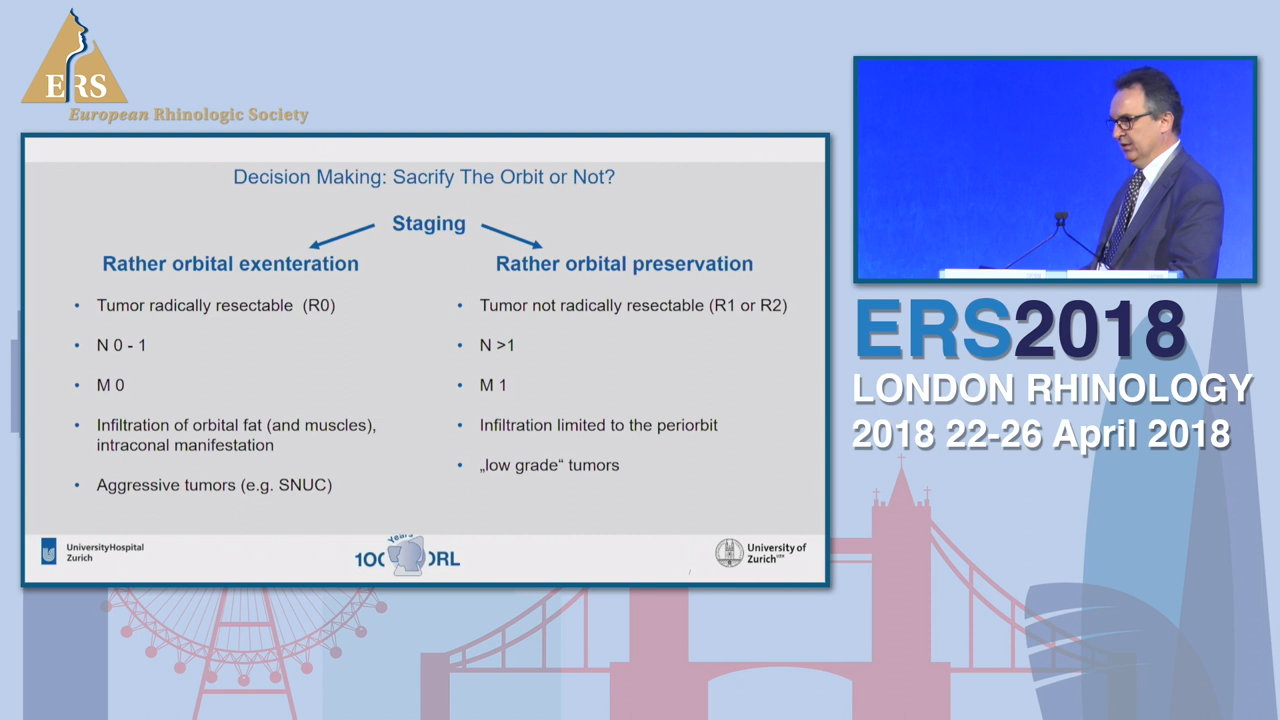 ERS
European Rhinologic Society
Decision Making: Sacrify The Orbit or Not?
Staging
Rather orbital exenteration
• Tumor radically resectable (R0)
• N 0 - 1
• M 0
• Infiltration of orbital fat (and muscles),
intraconal manifestation
• Aggressive tumors (e.g. SNUC)
Rather orbital preservation
• Tumor not radically resectable (R1 or R2)
• N >1
• M 1
• Infiltration limited to the periorbit
• „low grade“ tumors
UniversityHospital
Zurich
Years
ORL
University of
Zurich
ERS2018
LONDON RHINOLOGY
2018 22-26 April 2018